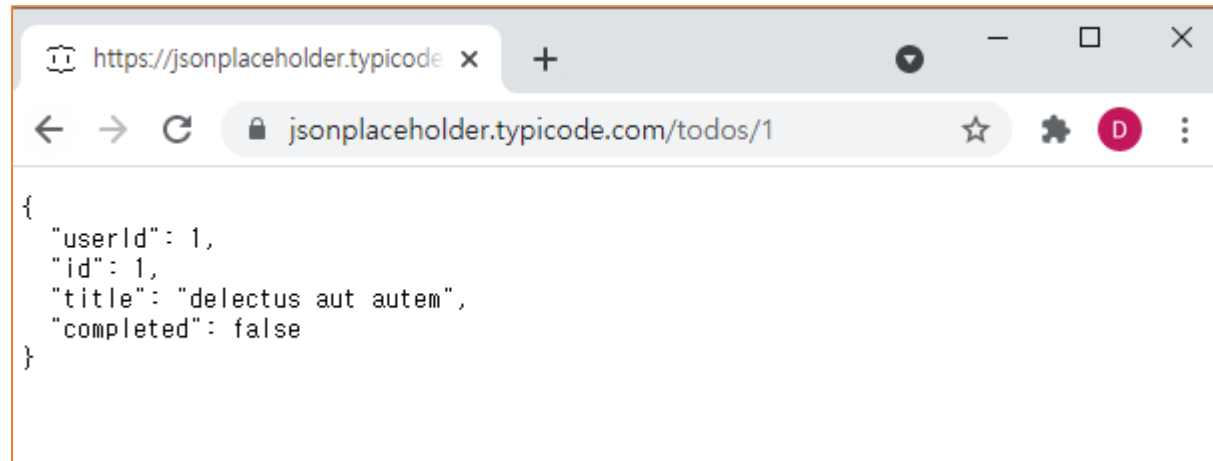 https://jsonplaceholder.typicode
jsonplaceholder.typicode.com/todos/1
D
{
"userId": 1,
"id": 1,
"title": "delectus aut autem",
"completed": false
}